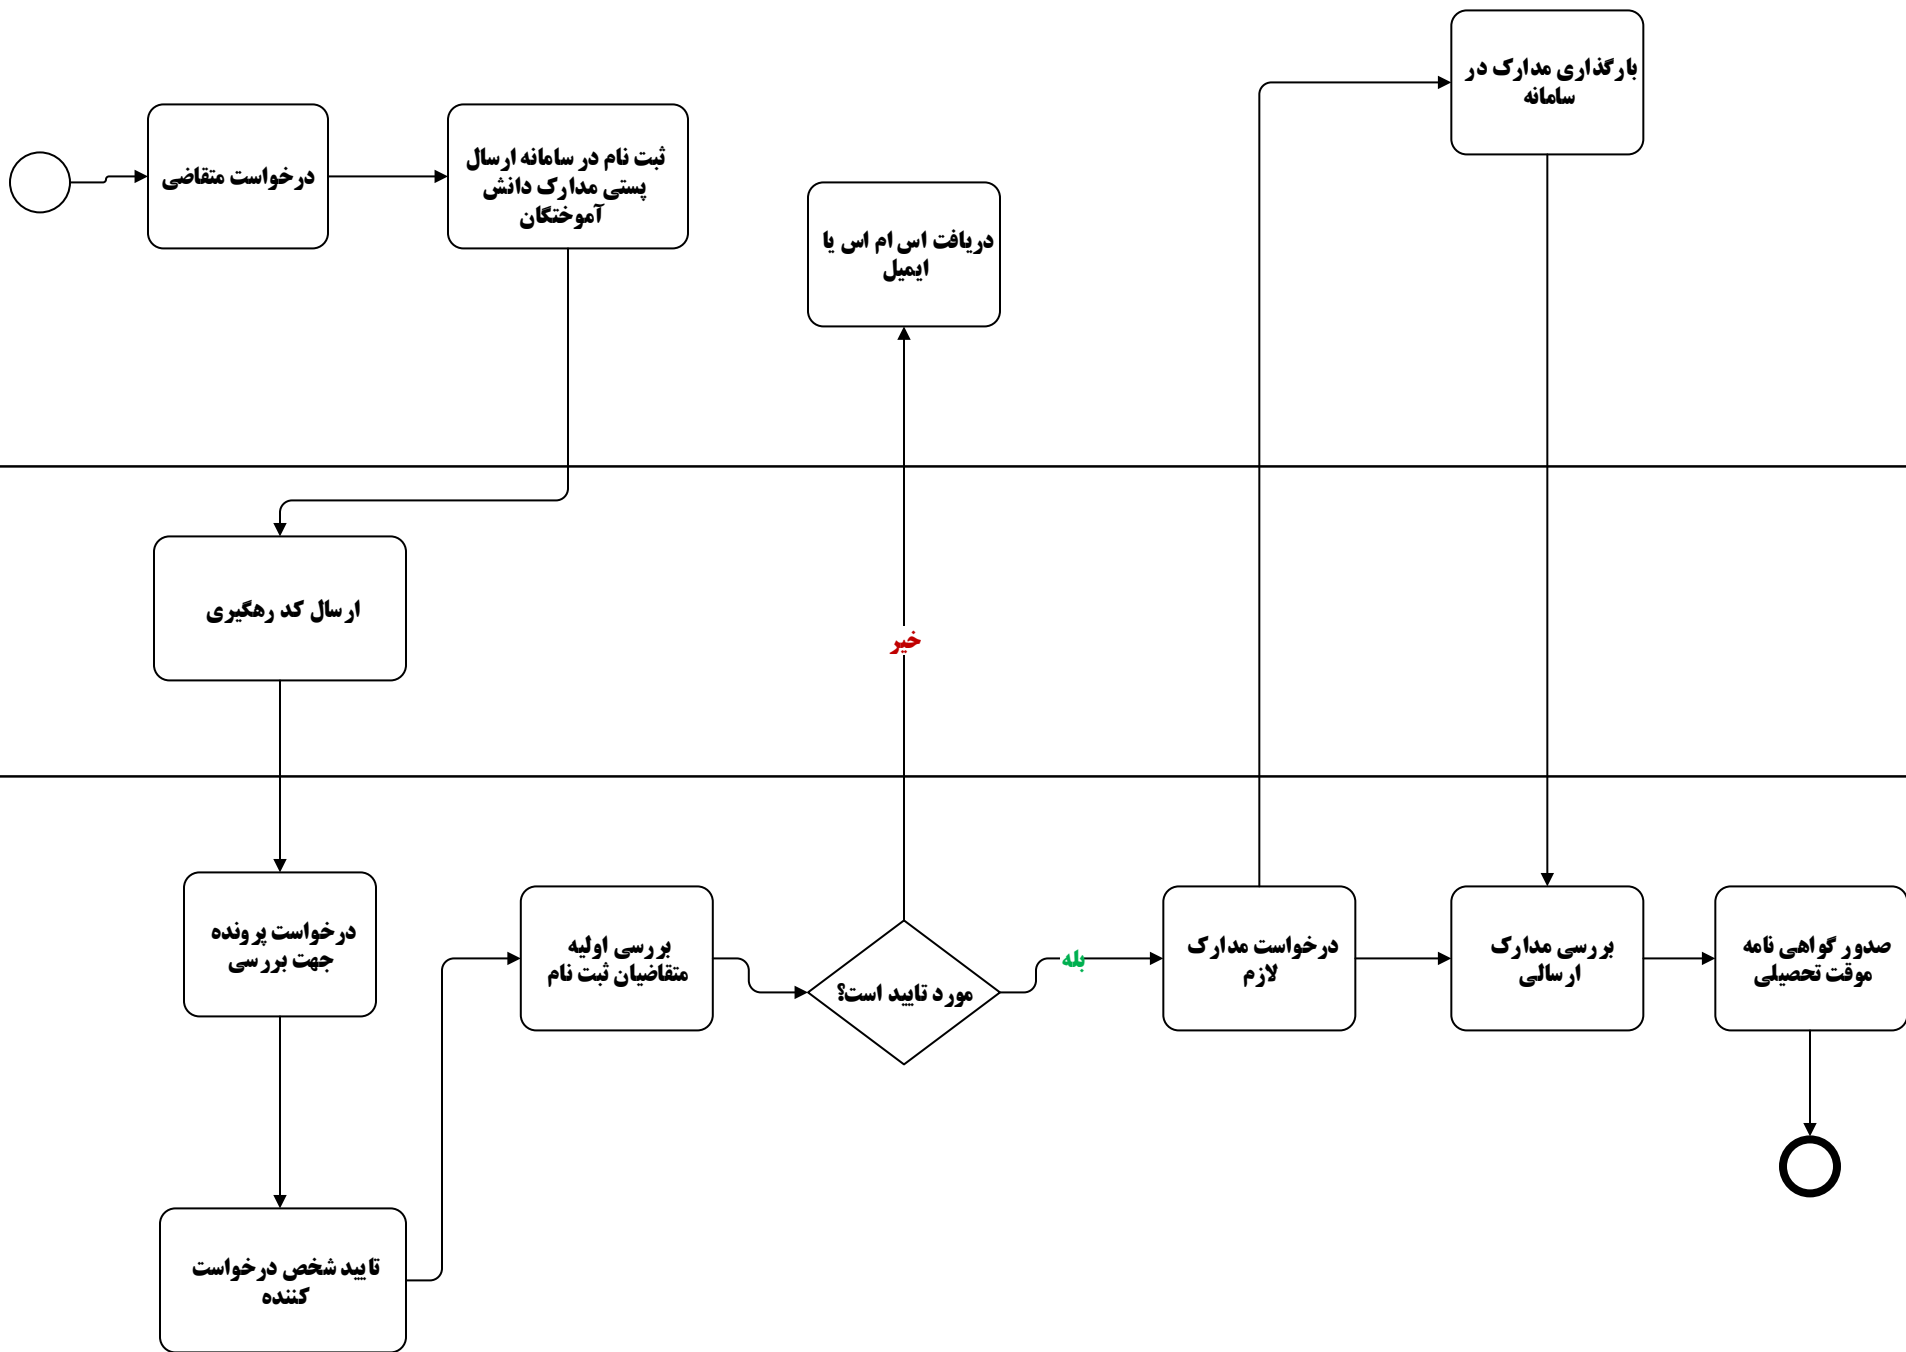 درخواست متقاضی
ثبت نام در سامانه ارسال
پستی مدارک دانش
آموختگان
دریافت اس ام اس یا
ایمیل
بارگذاری مدارک در
سامانه
ارسال کد رهگیری
خیر
درخواست پرونده
جهت بررسی
تایید شخص درخواست
کننده
بررسی اولیه
متقاضیان ثبت نام
مورد تایید است؟
بله
درخواست مدارک
لازم
بررسی مدارک
ارسالی
صدور گواهی نامه
موقت تحصیلی